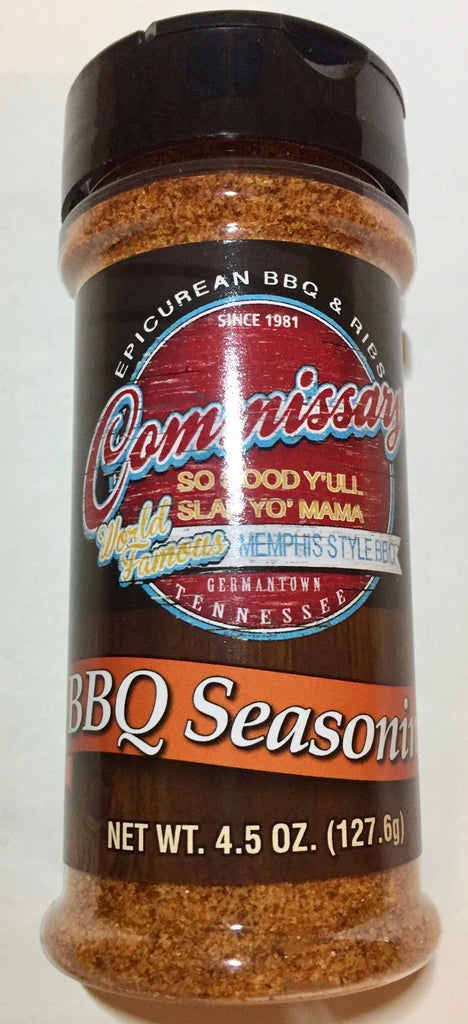 EPICUREAN BBQ & RIBS
SINCE 1981
Commissary
SO GOOD Y'ULL
SLAP YO' MAMA
World
Famous
MEMPHIS STYLE BBQ
GERMANTOWN
TENNESSEE
BBQ Seasonin
NET WT. 4.5 OZ. (127.6g)